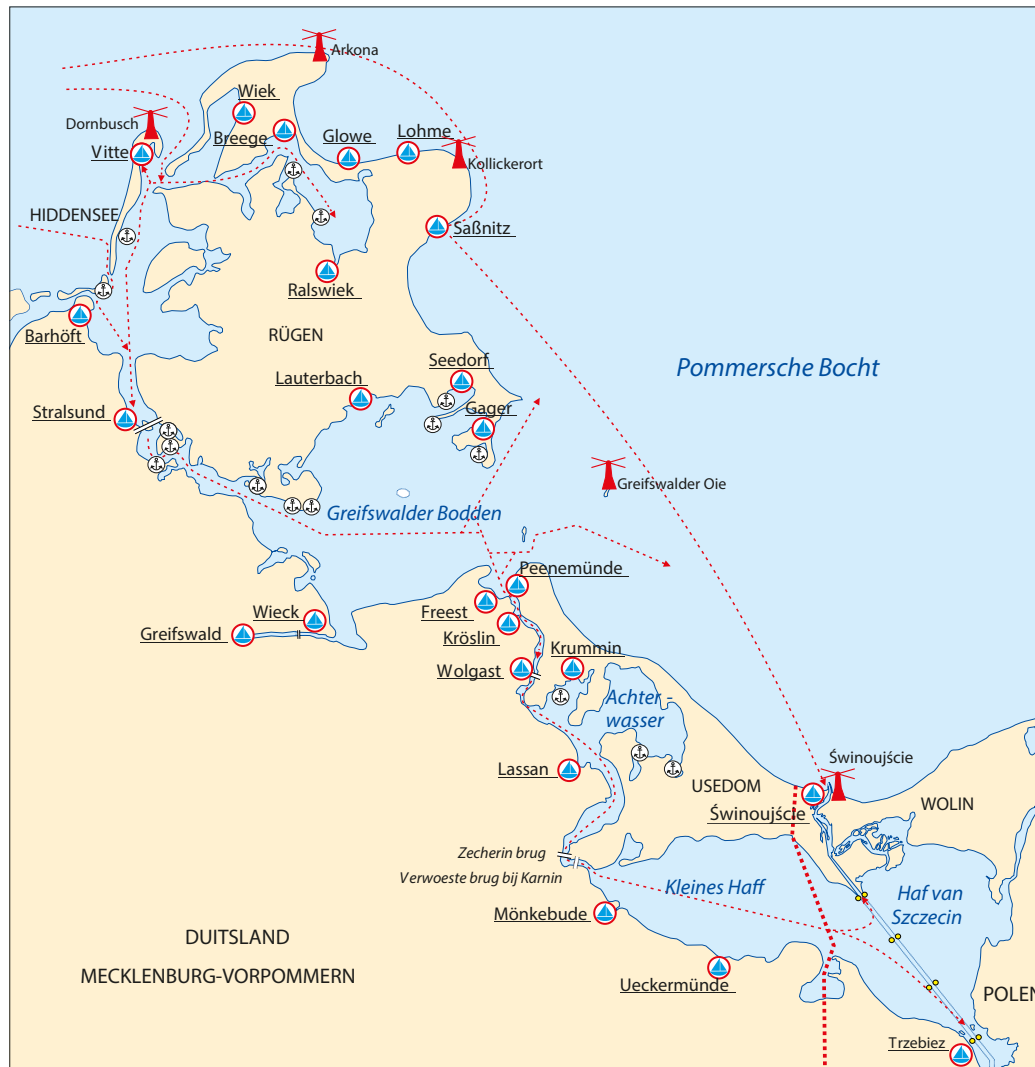 Arkona
Wiek
Dornbusch
Breege
Glowe
Lohme
Vitte
Kollickerort
HIDDENSEE
Saßnitz
Ralswiek
Barhöft
RÜGEN
Seedorf
Pommersche Bocht
Lauterbach
Stralsund
Gager
Greifswalder Oie
Greifswalder Bodden
Peenemünde
Freest
Wieck
Greifswald
Kröslin
Krummin
Wolgast
Achter -
wasser
Lassan
Świnoujście
USEDOM
WOLIN
Świnoujście
Zecherin brug
Verwoeste brug bij Karnin
Kleines Haff
Haf van
Szczecin
Mönkebude
DUITSLAND
MECKLENBURG-VORPOMMERN
Ueckermünde
POLEN
Trzebiez